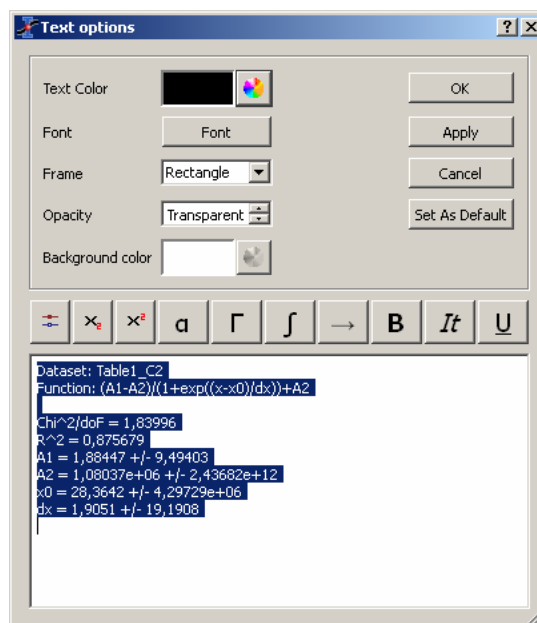 Text options
Text Color
OK
Font
Font
Apply
Frame
Rectangle
Cancel
Opacity
Transparent
Set As Default
Background color
x₂
x²
α
Γ
∫
→
B
It
U
Dataset: Table1_C2
Function: (A1-A2)/(1+exp((x-x0)/dx))+A2
Chi^2/doF = 1,83996
R^2 = 0,875679
A1 = 1,88447 +/- 9,49403
A2 = 1,08037e+06 +/- 2,43682e+12
x0 = 28,3642 +/- 4,29729e+06
dx = 1,9051 +/- 19,1908